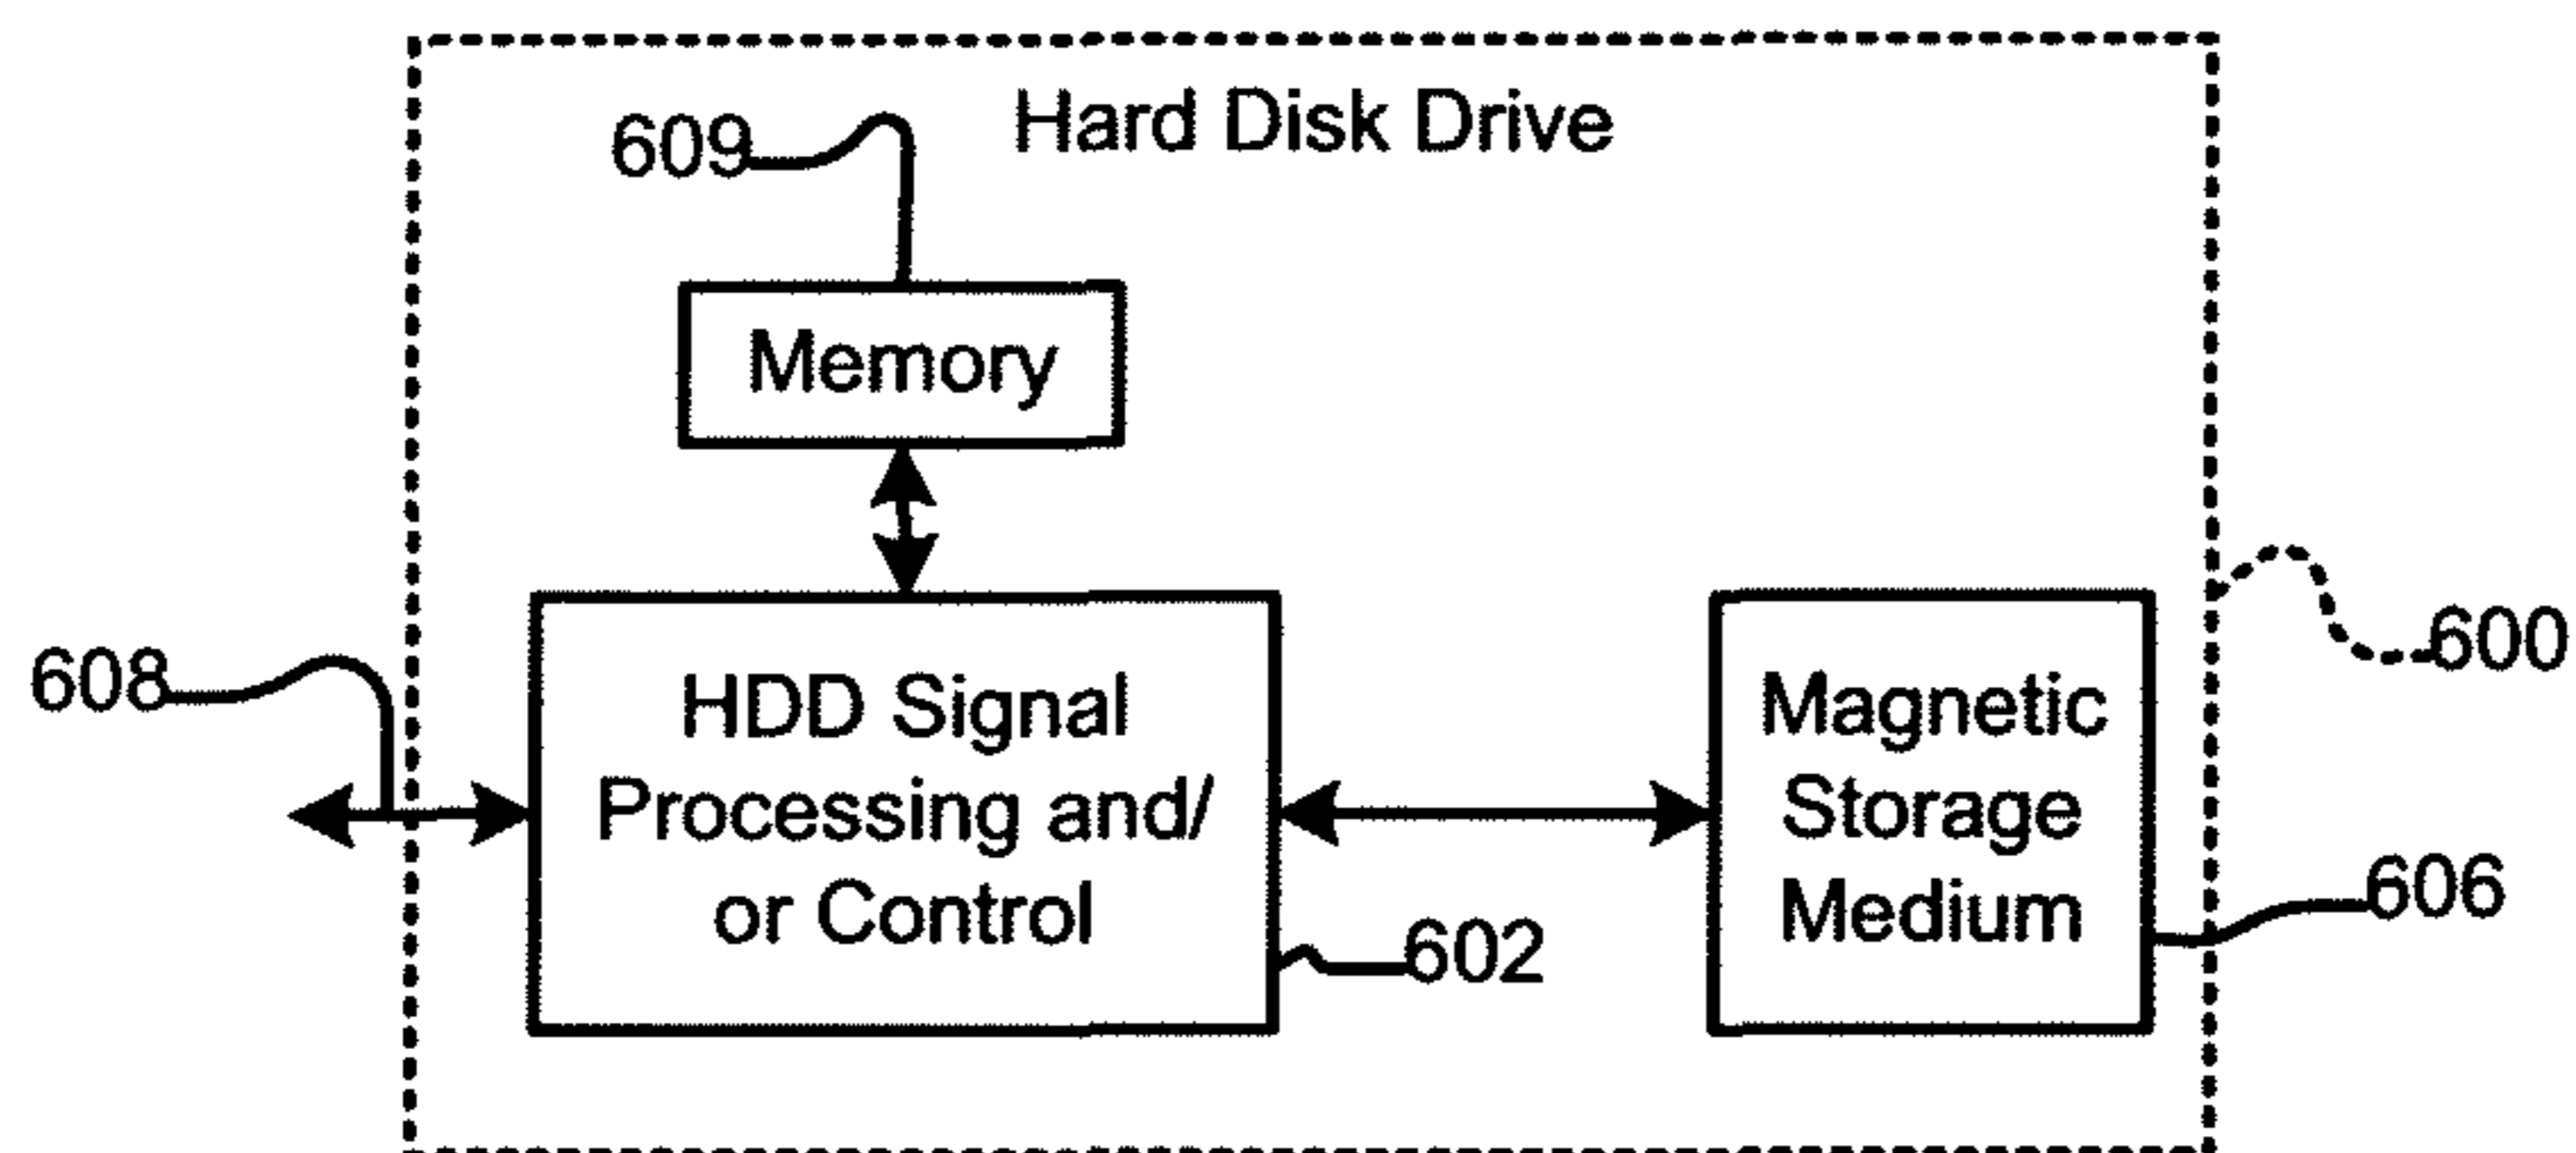 Hard Disk Drive
609
Memory
608
HDD Signal
Processing and/
or Control
602
Magnetic
Storage
Medium
600
606